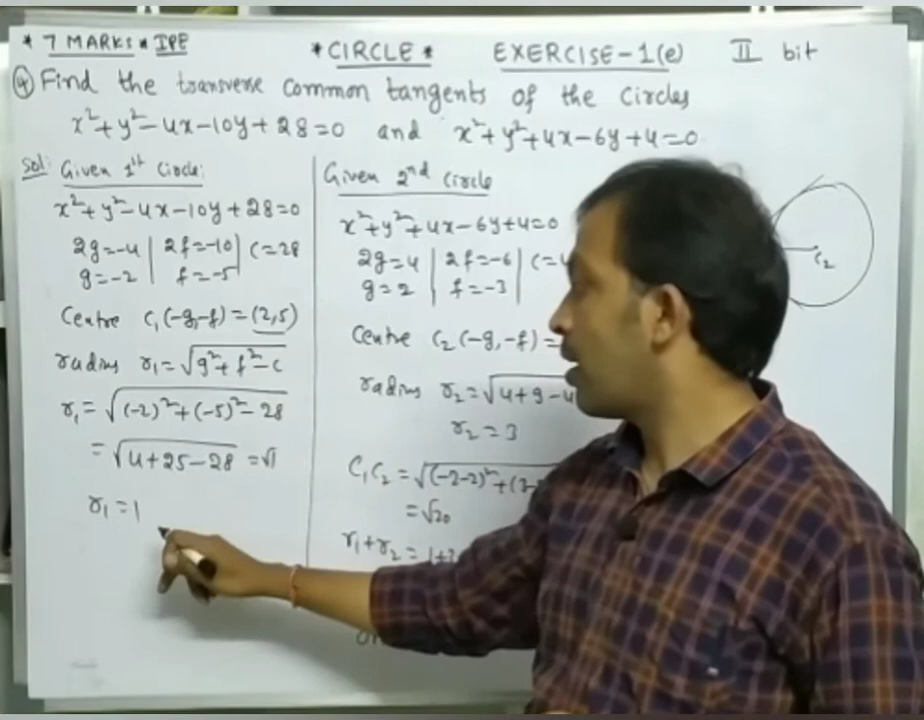 * 7 MARKS * IPE
* CIRCLE * EXERCISE-1(e) II bit
④ Find the transverse common tangents of the circles
x²+y²-4x-10y+28=0 and x²+y²+4x-6y+4=0.
Sol: Given 1st Circle:
x²+y²-4x-10y+28=0
2g=-4 | 2f=-10 | C=28
g=-2 | f=-5
Centre C₁(-g,-f)=(2,5)
radius r₁=√g²+f²-c
r₁=√(-2)²+(-5)²-28
=√4+25-28 =√1
r₁=1
Given 2nd Circle
x²+y²+4x-6y+4=0
2g=4 | 2f=-6 | C=4
g=2 | f=-3
Centre C₂(-g,-f)=
radius r₂=√4+9-4
r₂=3
C₁C₂=√(-2-2)²+(3-
=√20
r₁+r₂=1+3
C₂